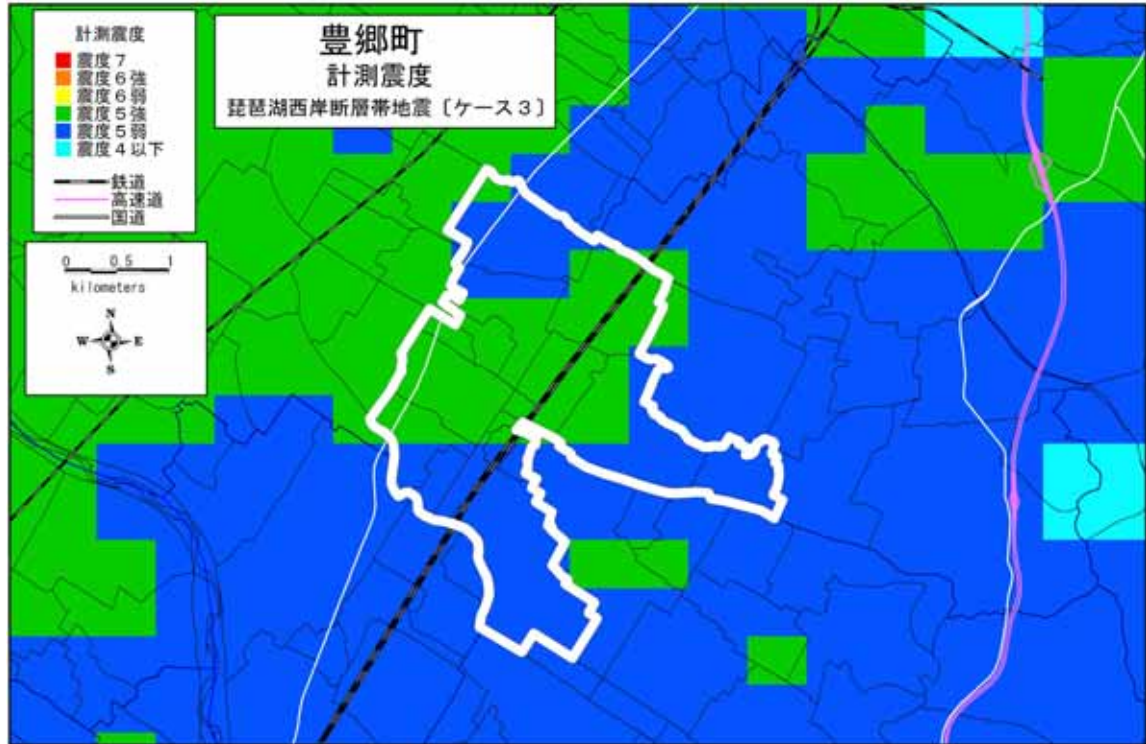 計測震度
震度7
震度6強
震度6弱
震度5強
震度5弱
震度4以下
鉄道
高速道
国道
豊郷町
計測震度
琵琶湖西岸断層帯地震〔ケース3〕
0 0.5 1
kilometers
N
W E
S